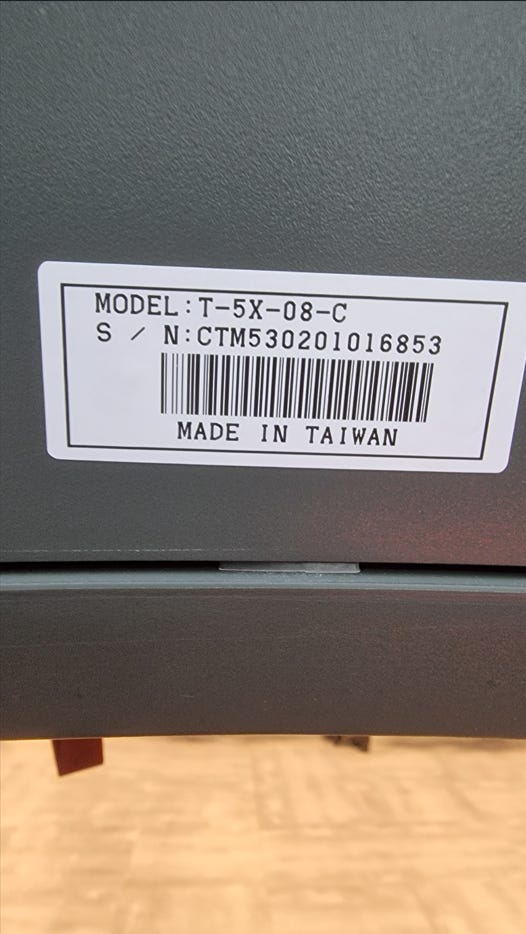 MODEL:T-5X-08-C
S / N:CTM530201016853
MADE IN TAIWAN